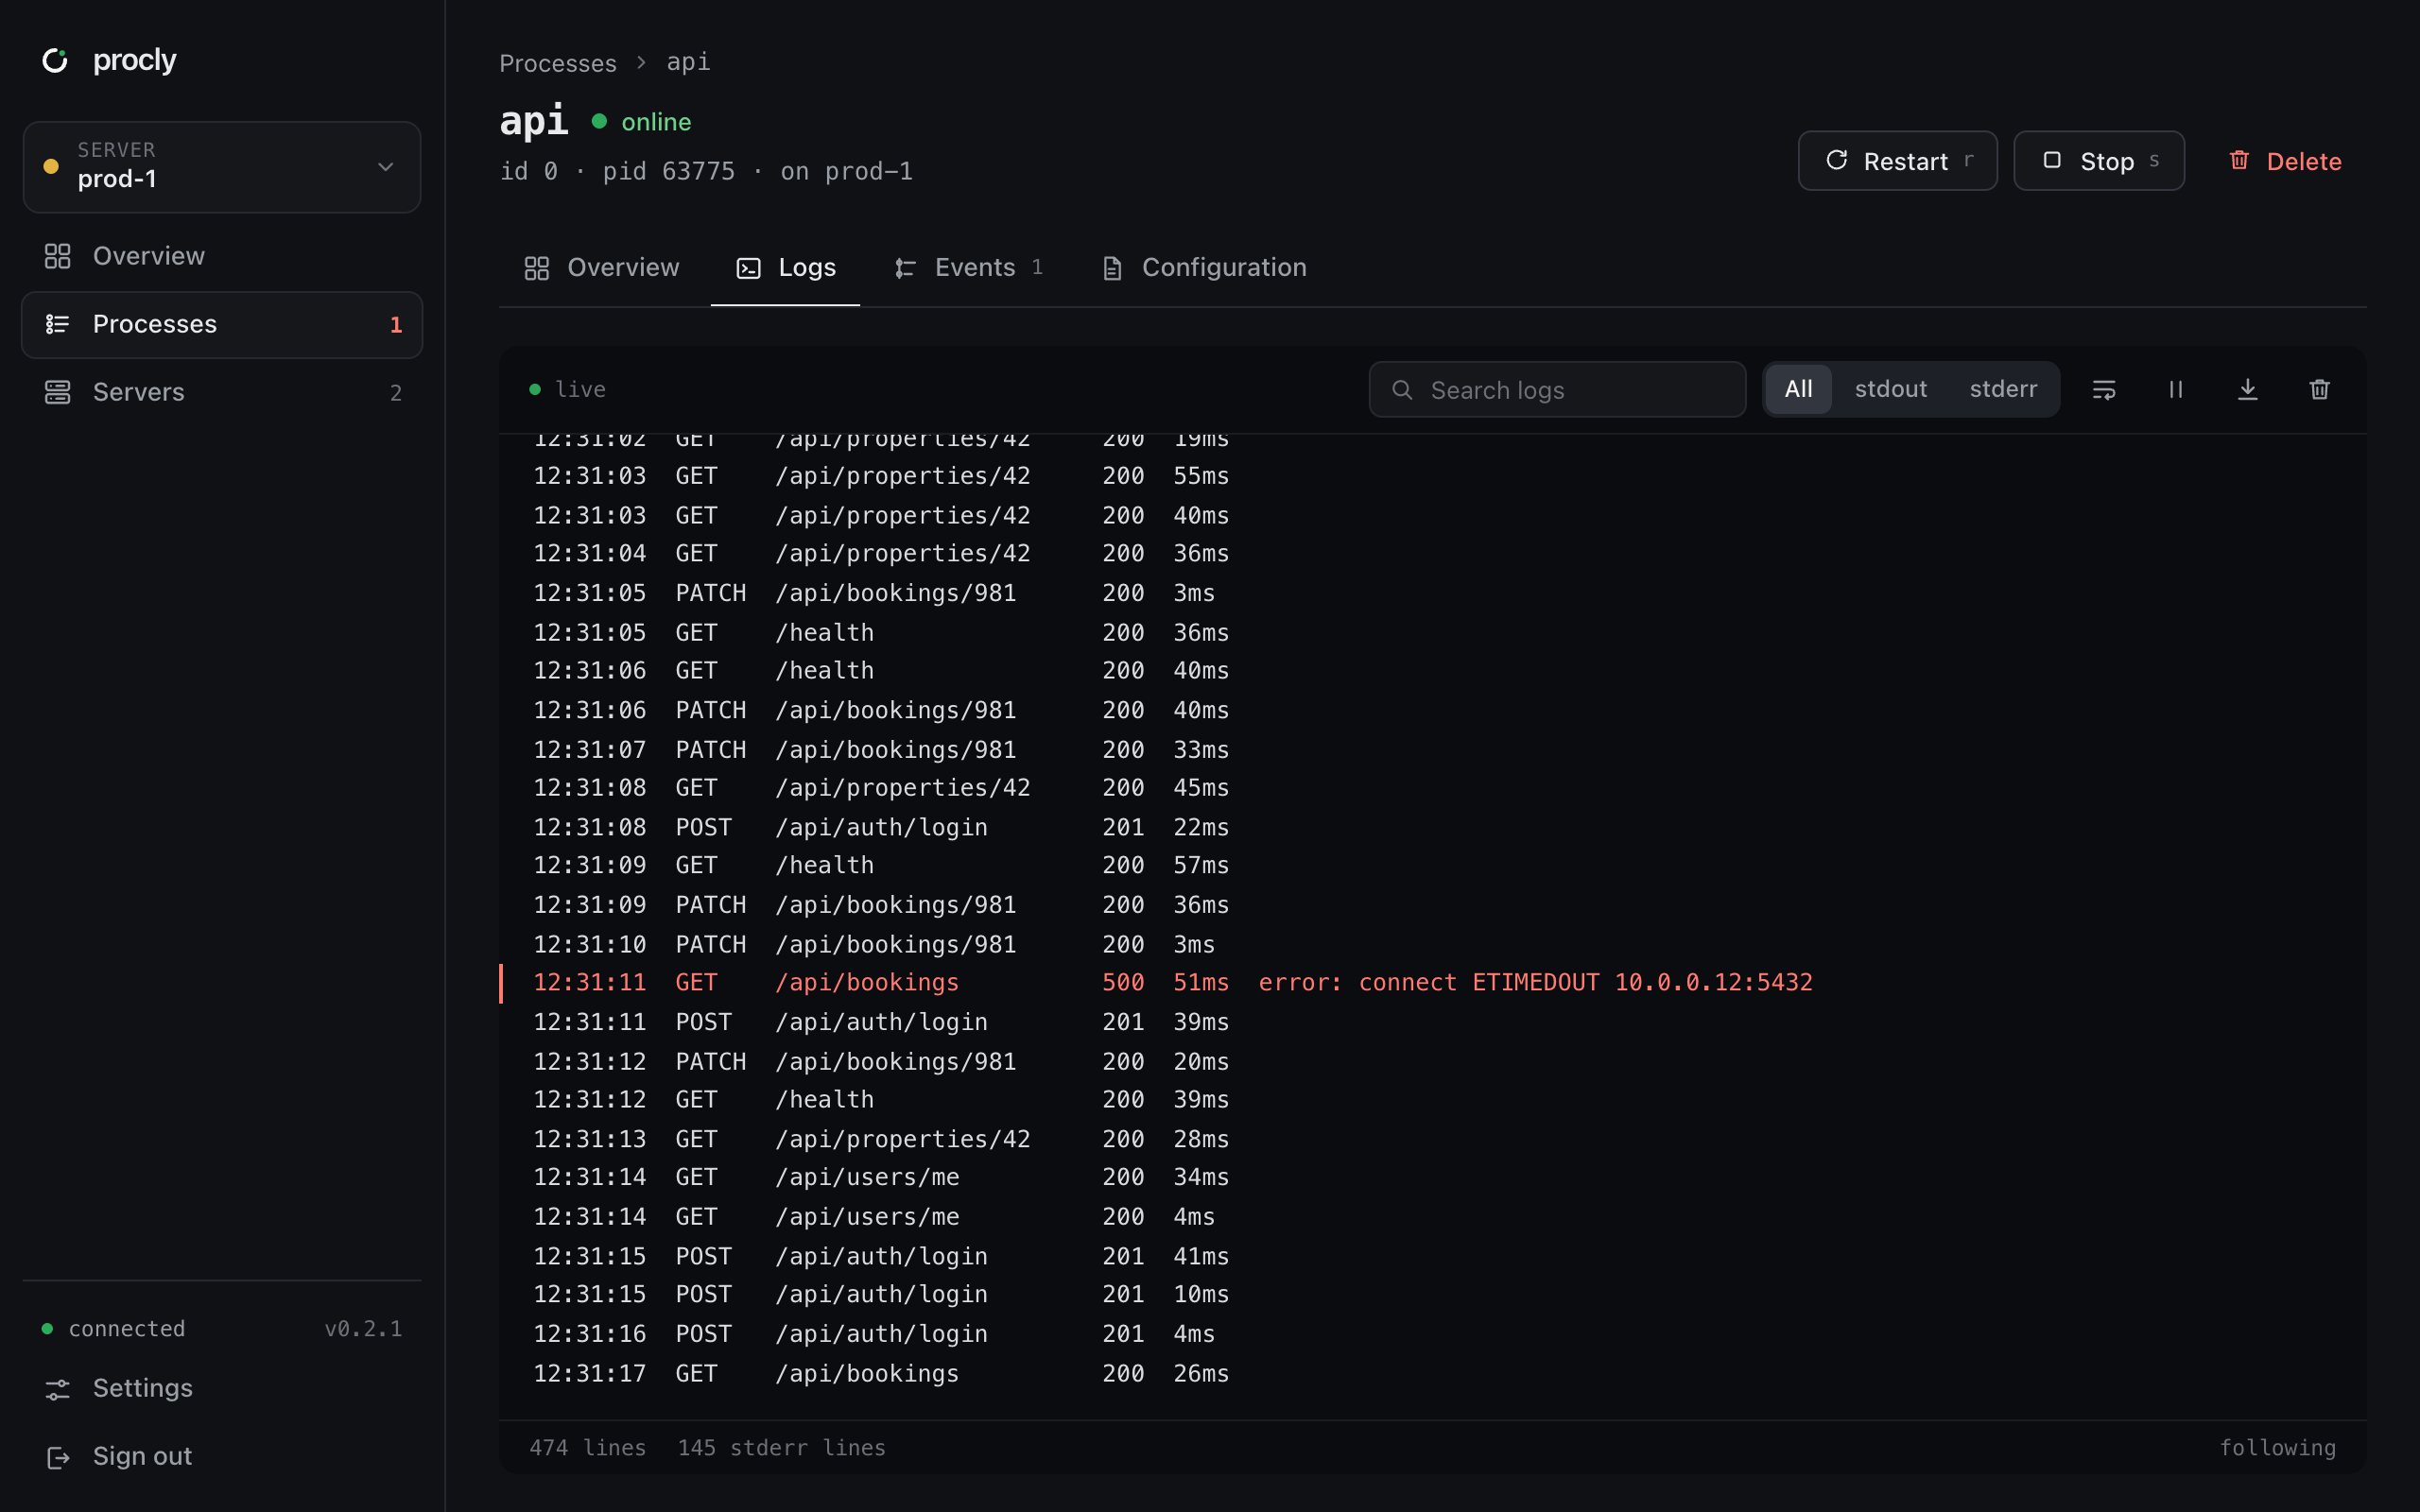 procly
SERVER
prod-1
Overview
Processes 1
Servers 2
connected v0.2.1
Settings
Sign out
Processes > api
api online
id 0 · pid 63775 · on prod-1
Restart r
Stop s
Delete
Overview Logs Events 1 Configuration
live Search logs All stdout stderr
12:31:02 GET /api/properties/42 200 19ms
12:31:03 GET /api/properties/42 200 55ms
12:31:03 GET /api/properties/42 200 40ms
12:31:04 GET /api/properties/42 200 36ms
12:31:05 PATCH /api/bookings/981 200 3ms
12:31:05 GET /health 200 36ms
12:31:06 GET /health 200 40ms
12:31:06 PATCH /api/bookings/981 200 40ms
12:31:07 PATCH /api/bookings/981 200 33ms
12:31:08 GET /api/properties/42 200 45ms
12:31:08 POST /api/auth/login 201 22ms
12:31:09 GET /health 200 57ms
12:31:09 PATCH /api/bookings/981 200 36ms
12:31:10 PATCH /api/bookings/981 200 3ms
12:31:11 GET /api/bookings 500 51ms error: connect ETIMEDOUT 10.0.0.12:5432
12:31:11 POST /api/auth/login 201 39ms
12:31:12 PATCH /api/bookings/981 200 20ms
12:31:12 GET /health 200 39ms
12:31:13 GET /api/properties/42 200 28ms
12:31:14 GET /api/users/me 200 34ms
12:31:14 GET /api/users/me 200 4ms
12:31:15 POST /api/auth/login 201 41ms
12:31:15 POST /api/auth/login 201 10ms
12:31:16 POST /api/auth/login 201 4ms
12:31:17 GET /api/bookings 200 26ms
474 lines 145 stderr lines following